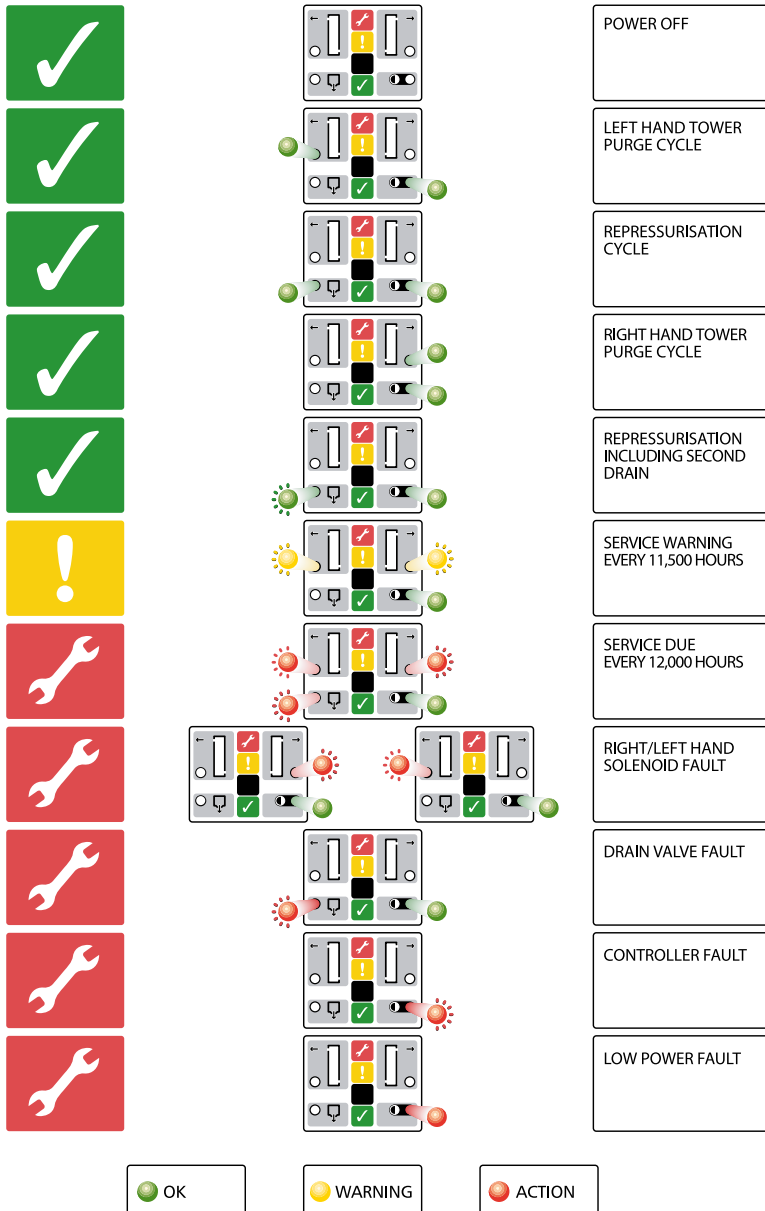 POWER OFF
LEFT HAND TOWER
PURGE CYCLE
REPRESSURISATION
CYCLE
RIGHT HAND TOWER
PURGE CYCLE
REPRESSURISATION
INCLUDING SECOND
DRAIN
SERVICE WARNING
EVERY 11,500 HOURS
SERVICE DUE
EVERY 12,000 HOURS
RIGHT/LEFT HAND
SOLENOID FAULT
DRAIN VALVE FAULT
CONTROLLER FAULT
LOW POWER FAULT
OK
WARNING
ACTION